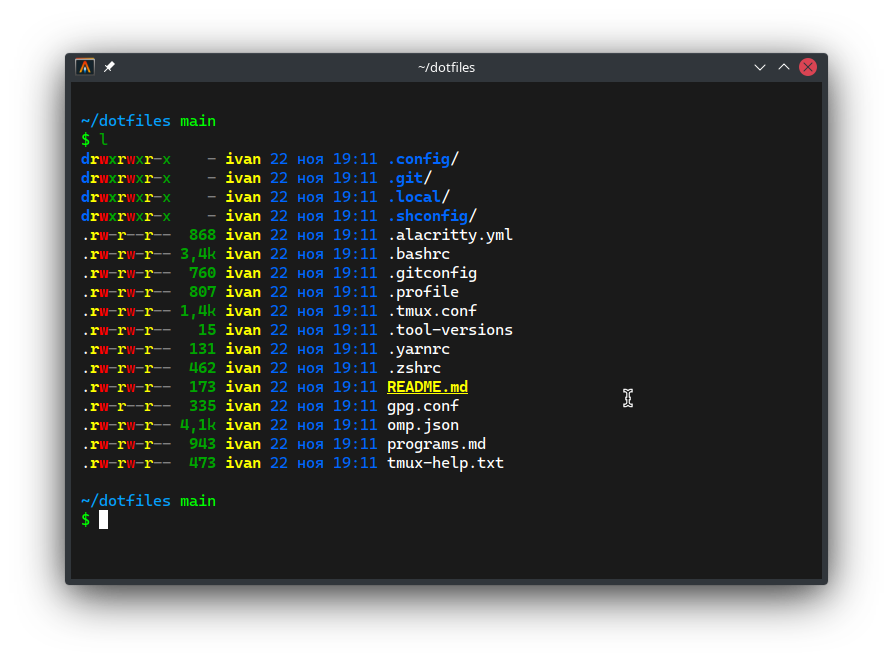 ~/dotfiles
~/dotfiles main
$ l
drwxrwxr-x    - ivan 22 ноя 19:11 .config/
drwxrwxr-x    - ivan 22 ноя 19:11 .git/
drwxrwxr-x    - ivan 22 ноя 19:11 .local/
drwxrwxr-x    - ivan 22 ноя 19:11 .shconfig/
.rw-r--r--  868 ivan 22 ноя 19:11 .alacritty.yml
.rw-rw-r-- 3,4k ivan 22 ноя 19:11 .bashrc
.rw-rw-r--  760 ivan 22 ноя 19:11 .gitconfig
.rw-rw-r--  807 ivan 22 ноя 19:11 .profile
.rw-rw-r-- 1,4k ivan 22 ноя 19:11 .tmux.conf
.rw-rw-r--   15 ivan 22 ноя 19:11 .tool-versions
.rw-rw-r--  131 ivan 22 ноя 19:11 .yarnrc
.rw-rw-r--  462 ivan 22 ноя 19:11 .zshrc
.rw-rw-r--  173 ivan 22 ноя 19:11 README.md
.rw-r--r--  335 ivan 22 ноя 19:11 gpg.conf
.rw-rw-r-- 4,1k ivan 22 ноя 19:11 omp.json
.rw-rw-r--  943 ivan 22 ноя 19:11 programs.md
.rw-rw-r--  473 ivan 22 ноя 19:11 tmux-help.txt
~/dotfiles main
$